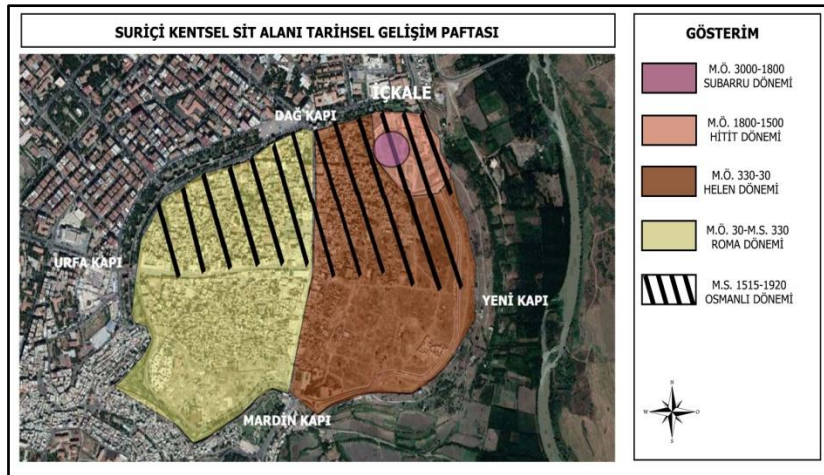 SURİÇİ KENTSEL SİT ALANI TARİHSEL GELİŞİM PAFTASI
İÇKALE
DAĞ KAPI
URFA KAPI
YENİ KAPI
MARDİN KAPI
GÖSTERİM
M.Ö. 3000-1800
SUBARRU DÖNEMİ
M.Ö. 1800-1500
HİTİT DÖNEMİ
M.Ö. 330-30
HELEN DÖNEMİ
M.Ö. 30-M.S. 330
ROMA DÖNEMİ
M.S. 1515-1920
OSMANLI DÖNEMİ
N
W O
S